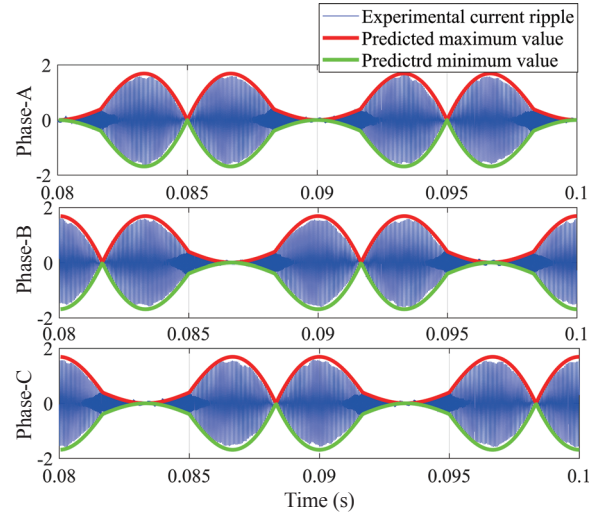 Experimental current ripple
Predicted maximum value
Predictrd minimum value
Phase-A
2
0
-2
0.08 0.085 0.09 0.095 0.1
Phase-B
2
0
-2
0.08 0.085 0.09 0.095 0.1
Phase-C
2
0
-2
0.08 0.085 0.09 0.095 0.1
Time (s)